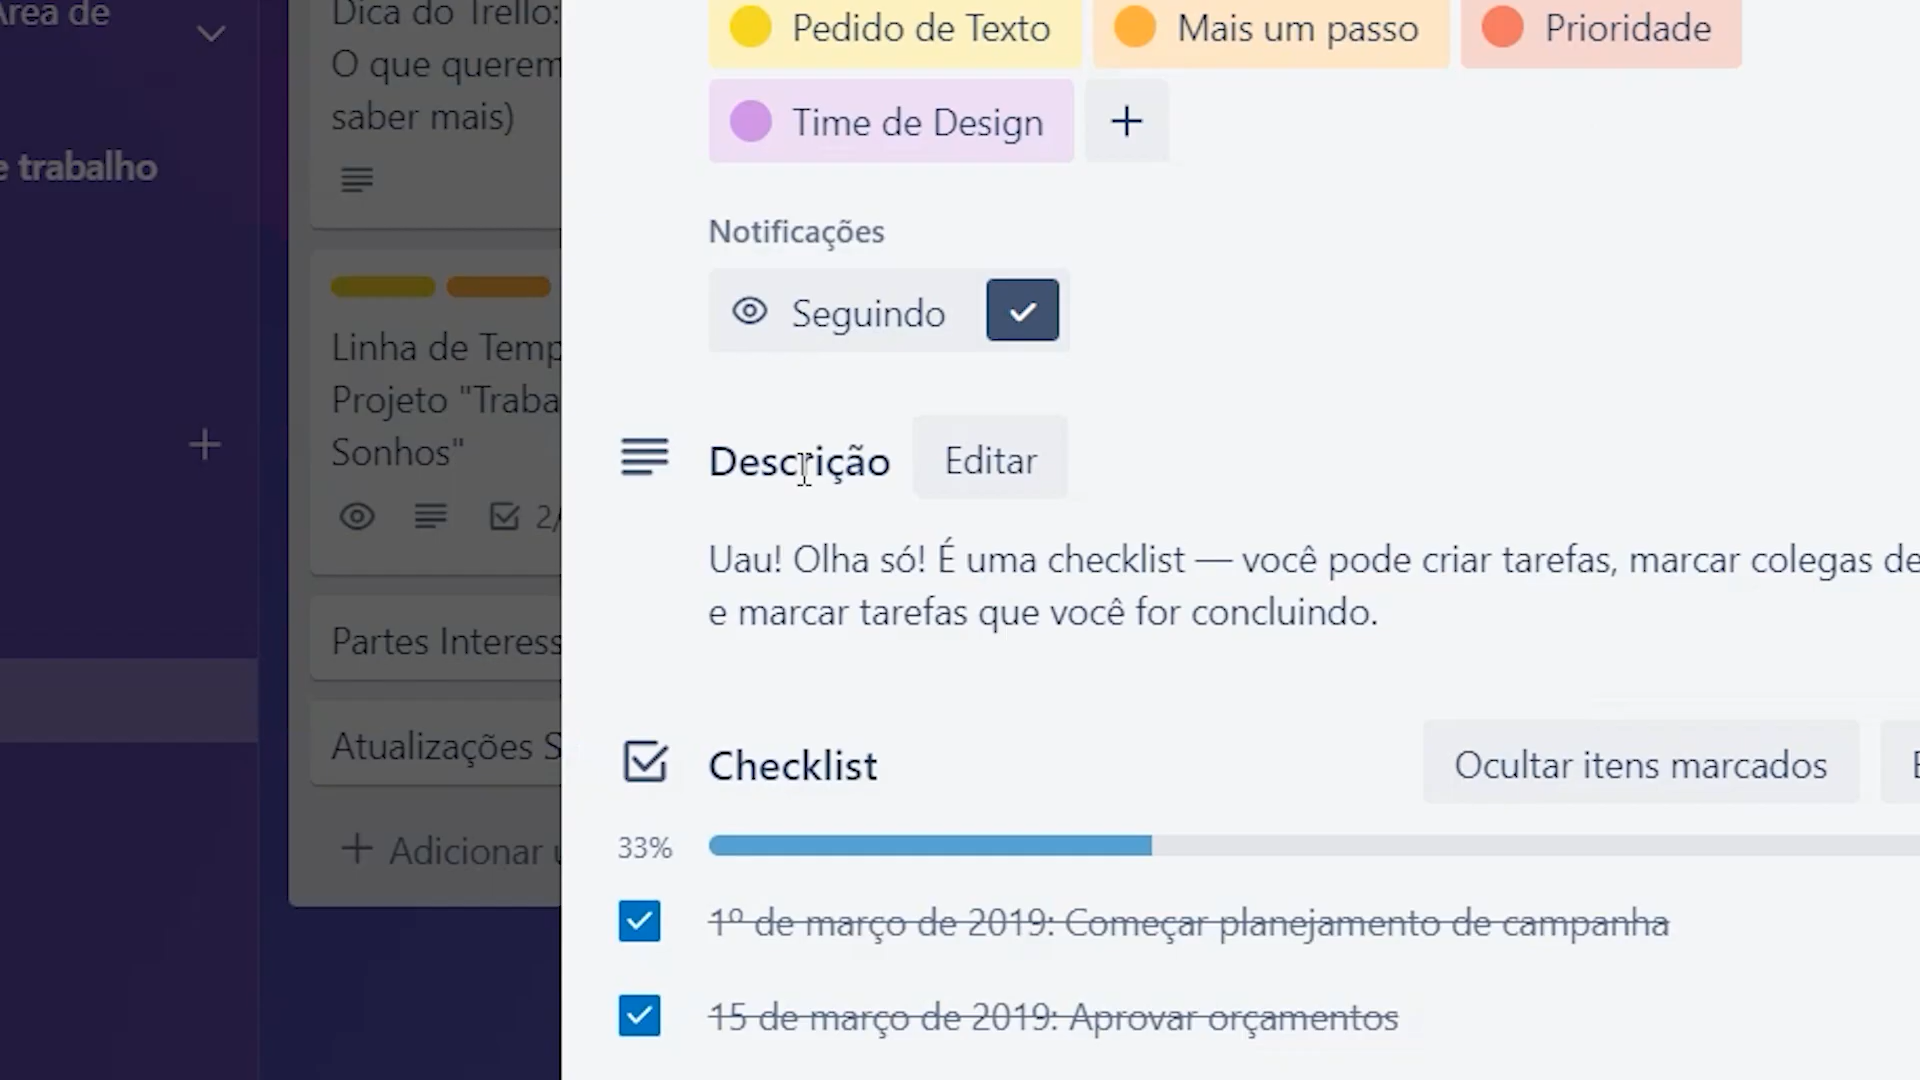 Área de
e trabalho
Dica do Trello:
O que querem
saber mais)
Linha de Temp
Projeto "Traba
Sonhos"
2/
Partes Interess
Atualizações S
Adicionar u
Pedido de Texto
Mais um passo
Prioridade
Time de Design
Notificações
Seguindo
Descrição
Editar
Uau! Olha só! É uma checklist — você pode criar tarefas, marcar colegas de
e marcar tarefas que você for concluindo.
Checklist
Ocultar itens marcados
33%
1º de março de 2019: Começar planejamento de campanha
15 de março de 2019: Aprovar orçamentos